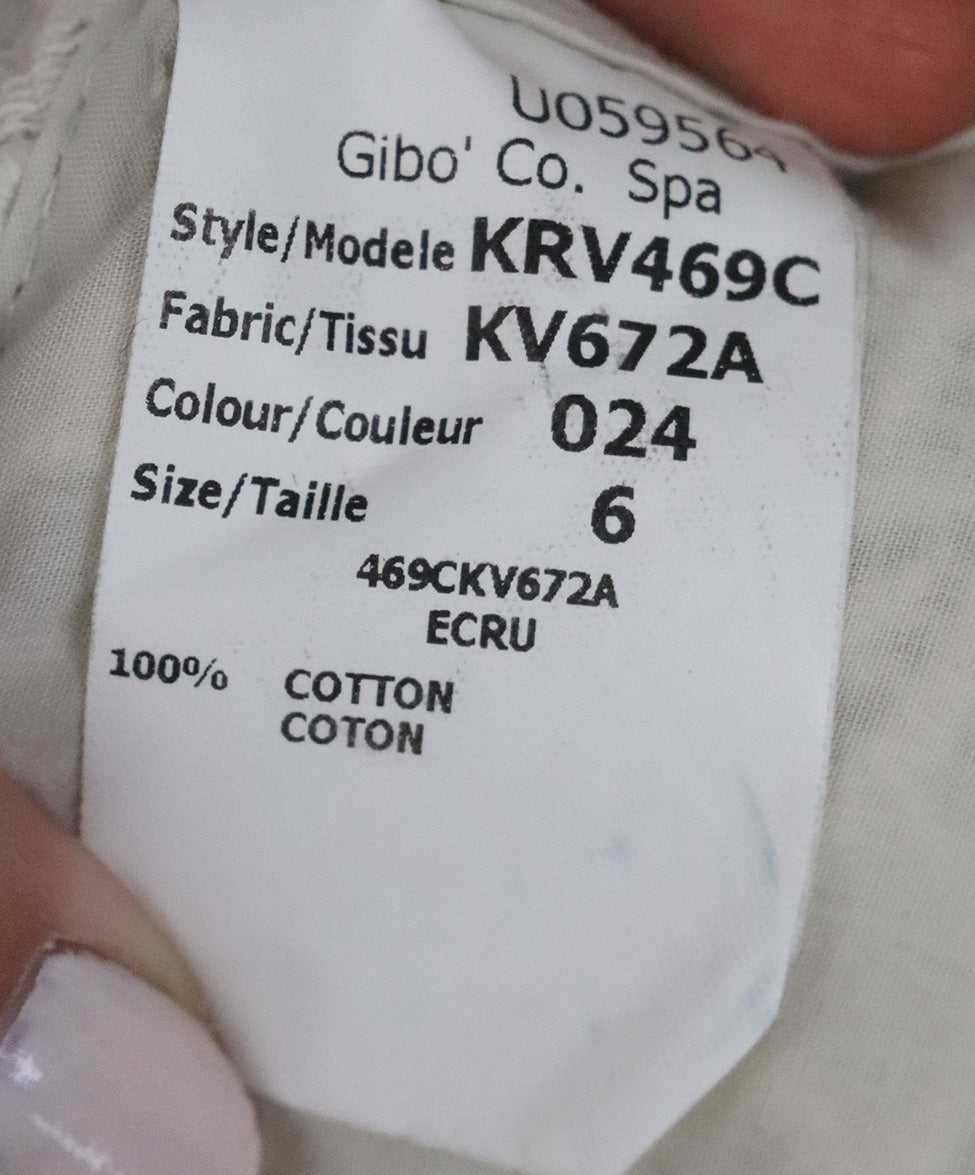 U059564
Gibo' Co. Spa
Style/Modele KRV469C
Fabric/Tissu KV672A
Colour/Couleur 024
Size/Taille 6
469CKV672A
ECRU
100% COTTON
COTON